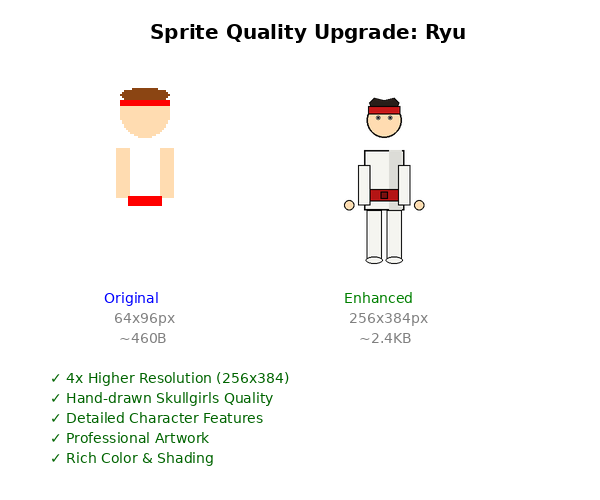 Sprite Quality Upgrade: Ryu
Original
64x96px
~460B
Enhanced
256x384px
~2.4KB
✓ 4x Higher Resolution (256x384)
✓ Hand-drawn Skullgirls Quality
✓ Detailed Character Features
✓ Professional Artwork
✓ Rich Color & Shading